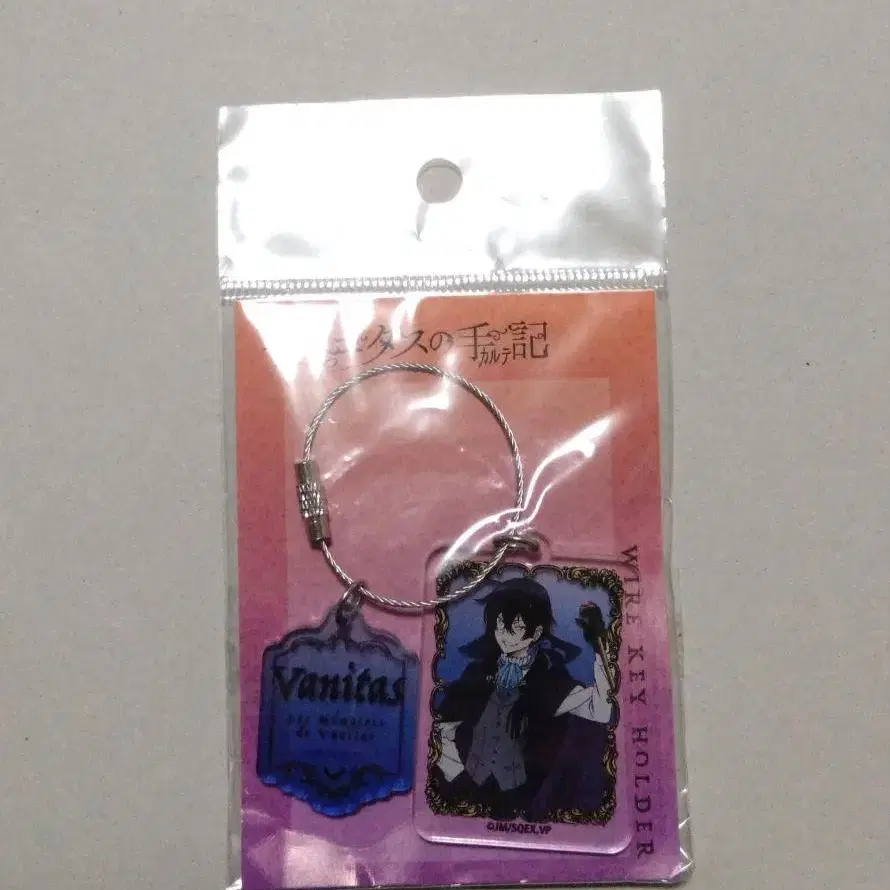 ニタスの手記
カルテ
Vanitas
Les Mémoires
de Vanitas
WIRE KEY HOLDER
©JM/SQEX,VP